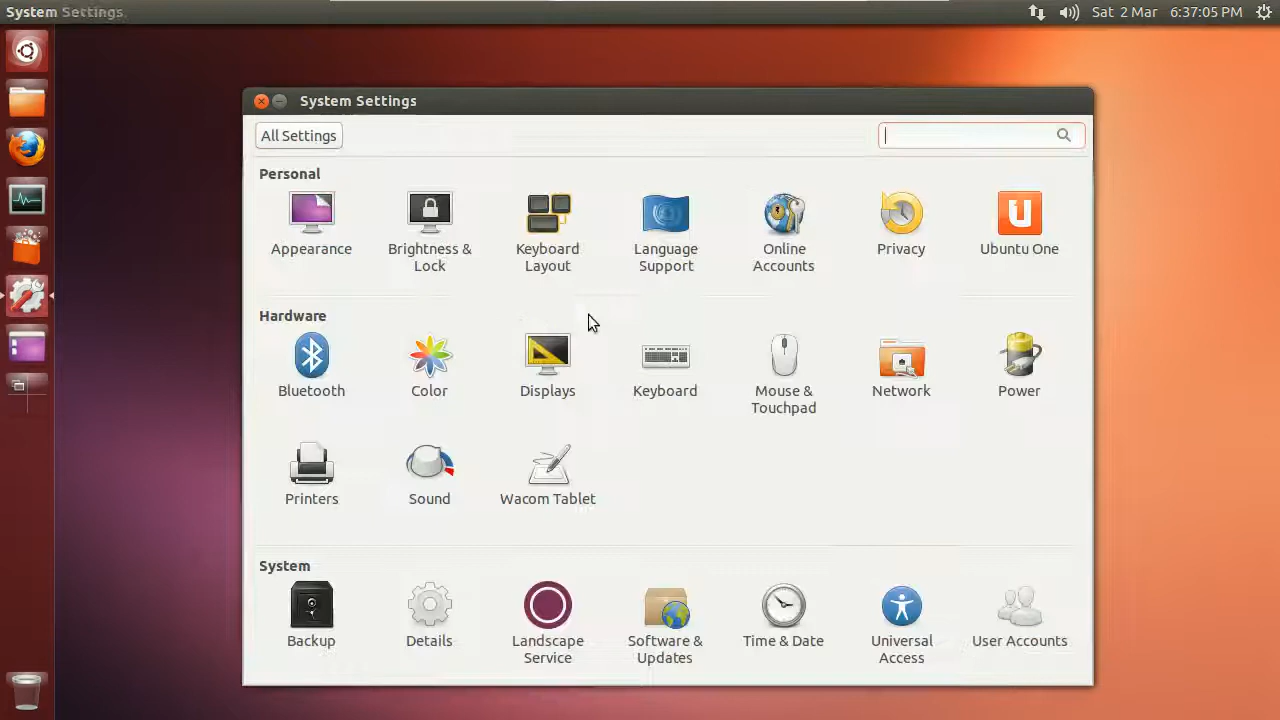 System Settings
Sat 2 Mar 6:37:05 PM
System Settings
All Settings
Personal
Appearance
Brightness &
Lock
Keyboard
Layout
Language
Support
Online
Accounts
Privacy
Ubuntu One
Hardware
Bluetooth
Color
Displays
Keyboard
Mouse &
Touchpad
Network
Power
Printers
Sound
Wacom Tablet
System
Backup
Details
Landscape
Service
Software &
Updates
Time & Date
Universal
Access
User Accounts